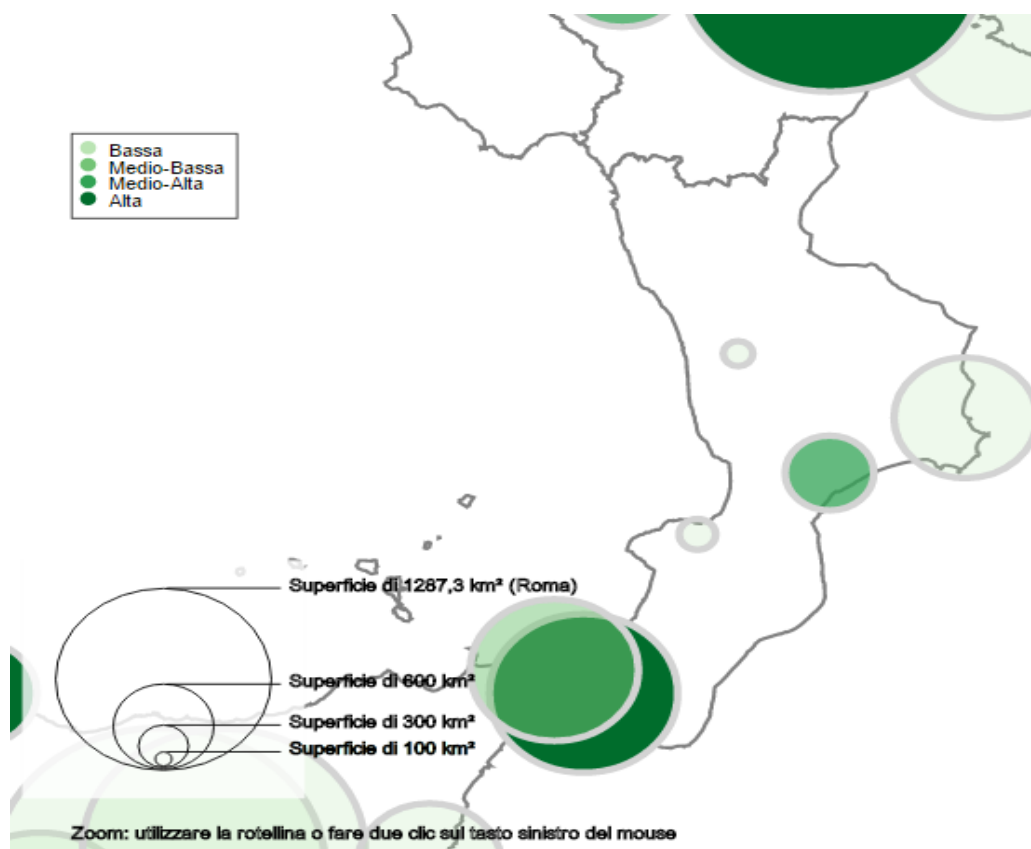 Bassa
Medio-Bassa
Medio-Alta
Alta
Superficie di 1287,3 km² (Roma)
Superficie di 600 km²
Superficie di 300 km²
Superficie di 100 km²
Zoom: utilizzare la rotellina o fare due clic sul tasto sinistro del mouse